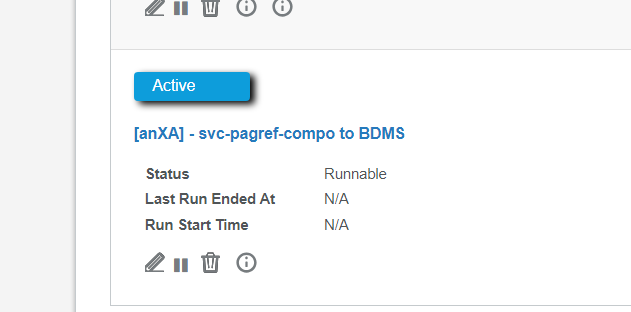 Active
[anXA] - svc-pagref-compo to BDMS
Status Runnable
Last Run Ended At N/A
Run Start Time N/A